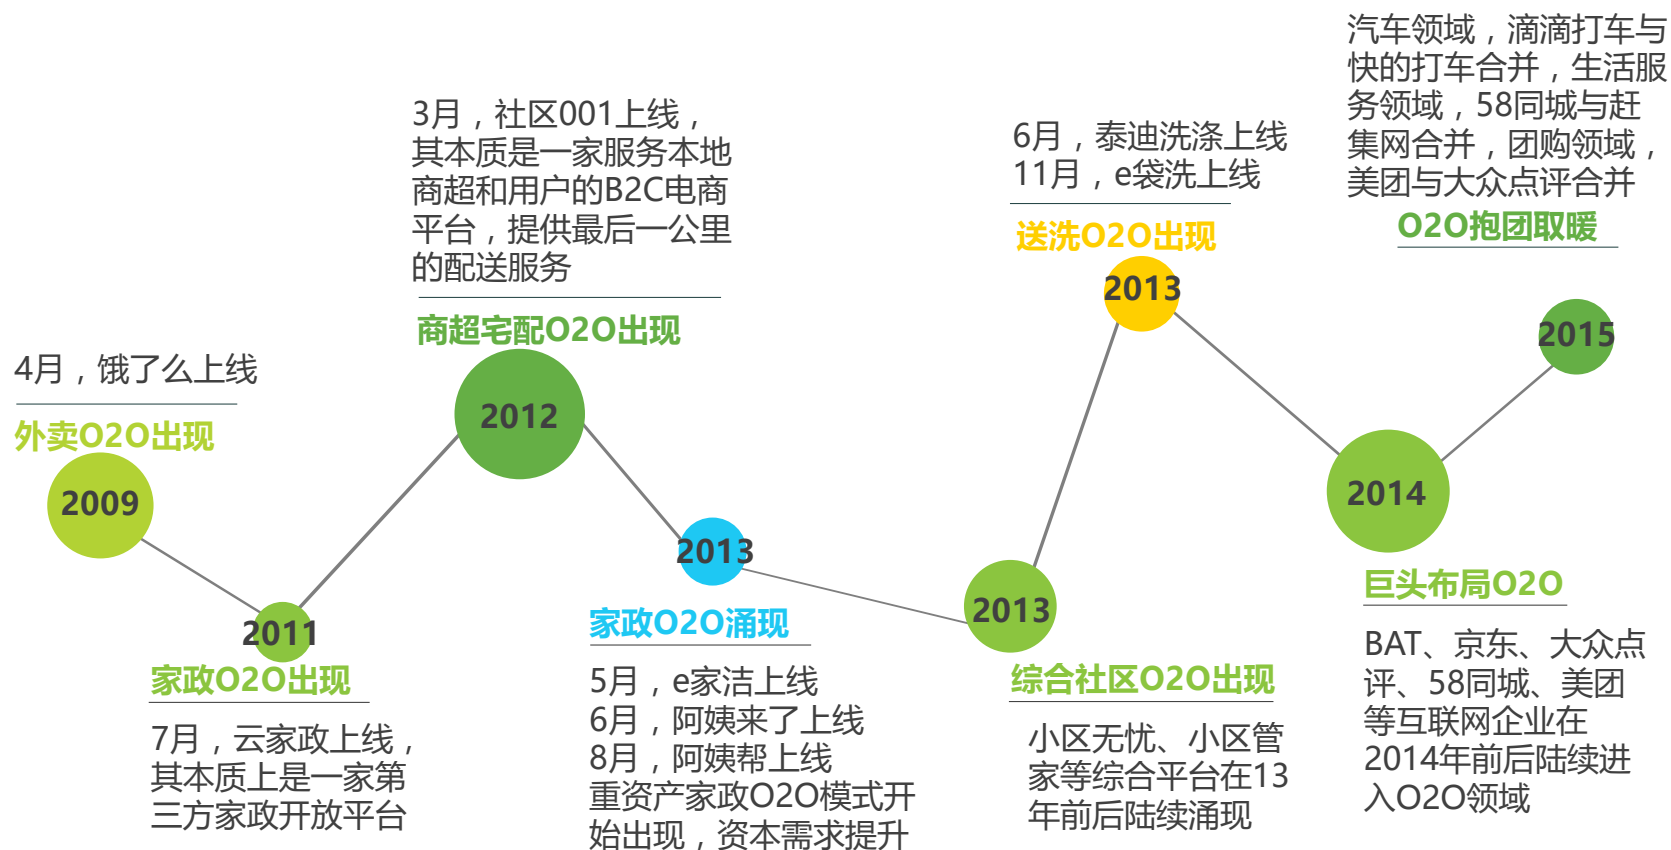 4月，饿了么上线
外卖O2O出现
2009
2011
家政O2O出现
7月，云家政上线，
其本质上是一家第
三方家政开放平台
3月，社区001上线，
其本质是一家服务本地
商超和用户的B2C电商
平台，提供最后一公里
的配送服务
商超宅配O2O出现
2012
2013
家政O2O涌现
5月，e家洁上线
6月，阿姨来了上线
8月，阿姨帮上线
重资产家政O2O模式开
始出现，资本需求提升
2013
综合社区O2O出现
小区无忧、小区管
家等综合平台在13
年前后陆续涌现
6月，泰迪洗涤上线
11月，e袋洗上线
送洗O2O出现
2013
2014
巨头布局O2O
BAT、京东、大众点
评、58同城、美团
等互联网企业在
2014年前后陆续进
入O2O领域
汽车领域，滴滴打车与
快的打车合并，生活服
务领域，58同城与赶
集网合并，团购领域，
美团与大众点评合并
O2O抱团取暖
2015